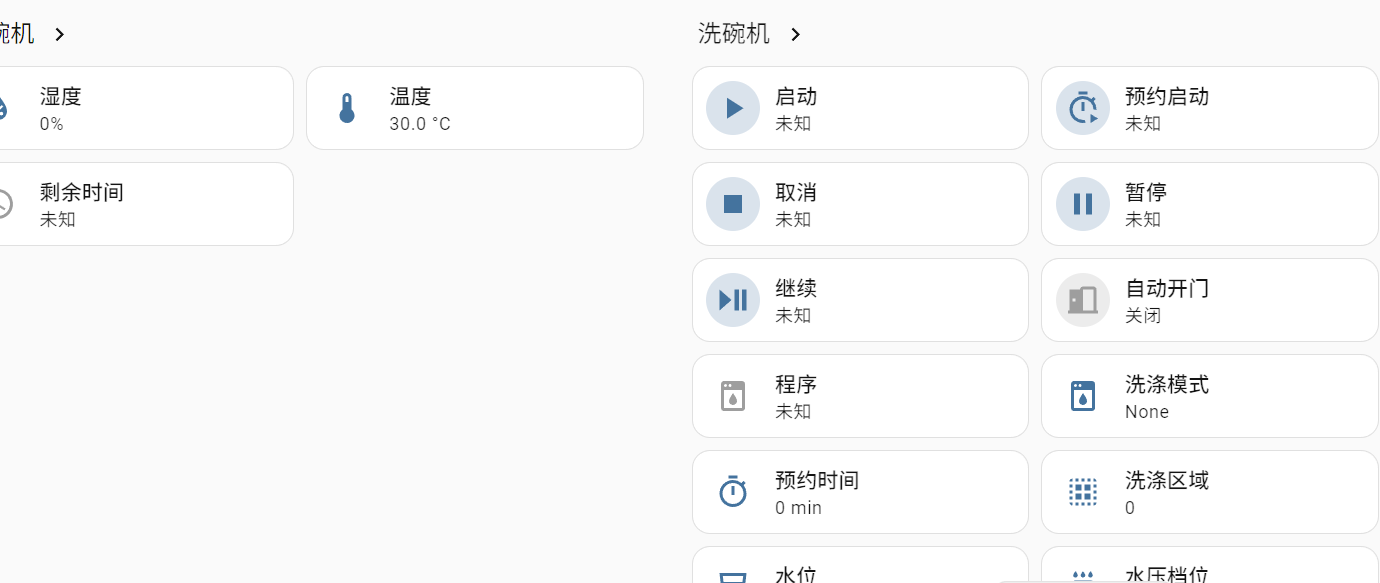 碗机
湿度
0%
温度
30.0 °C
剩余时间
未知
洗碗机
启动
未知
预约启动
未知
取消
未知
暂停
未知
继续
未知
自动开门
关闭
程序
未知
洗涤模式
None
预约时间
0 min
洗涤区域
0
水位
水压档位